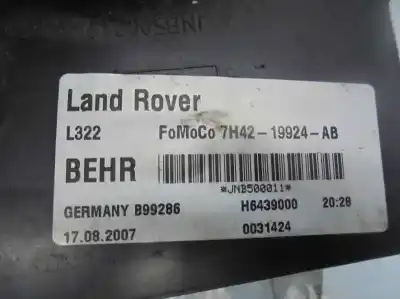 Land Rover
L322 FoMoCo 7H42-19924-AB
BEHR
*JNB500011*
GERMANY B99286 H6439000 20:28
17.08.2007 0031424